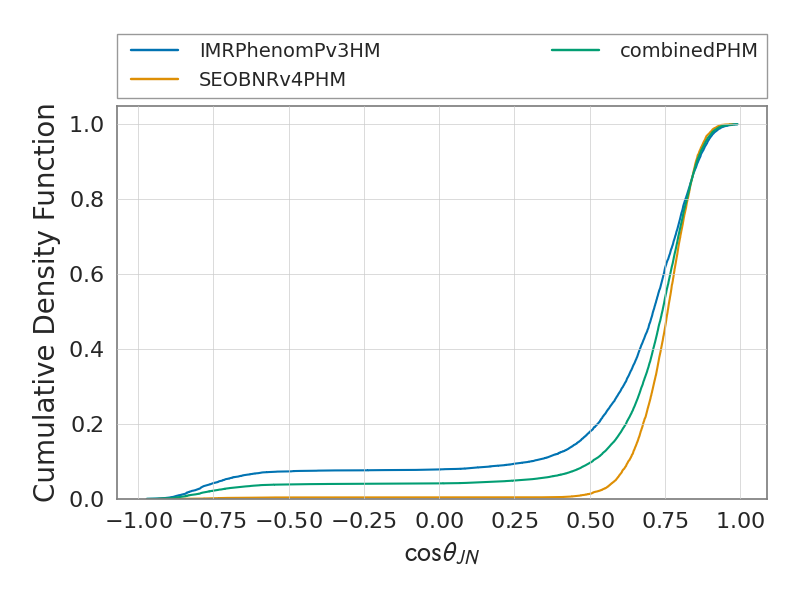 IMRPhenomPv3HM
combinedPHM
SEOBNRv4PHM
Cumulative Density Function
1.0
0.8
0.6
0.4
0.2
0.0
−1.00 −0.75 −0.50 −0.25 0.00 0.25 0.50 0.75 1.00
cosθJN